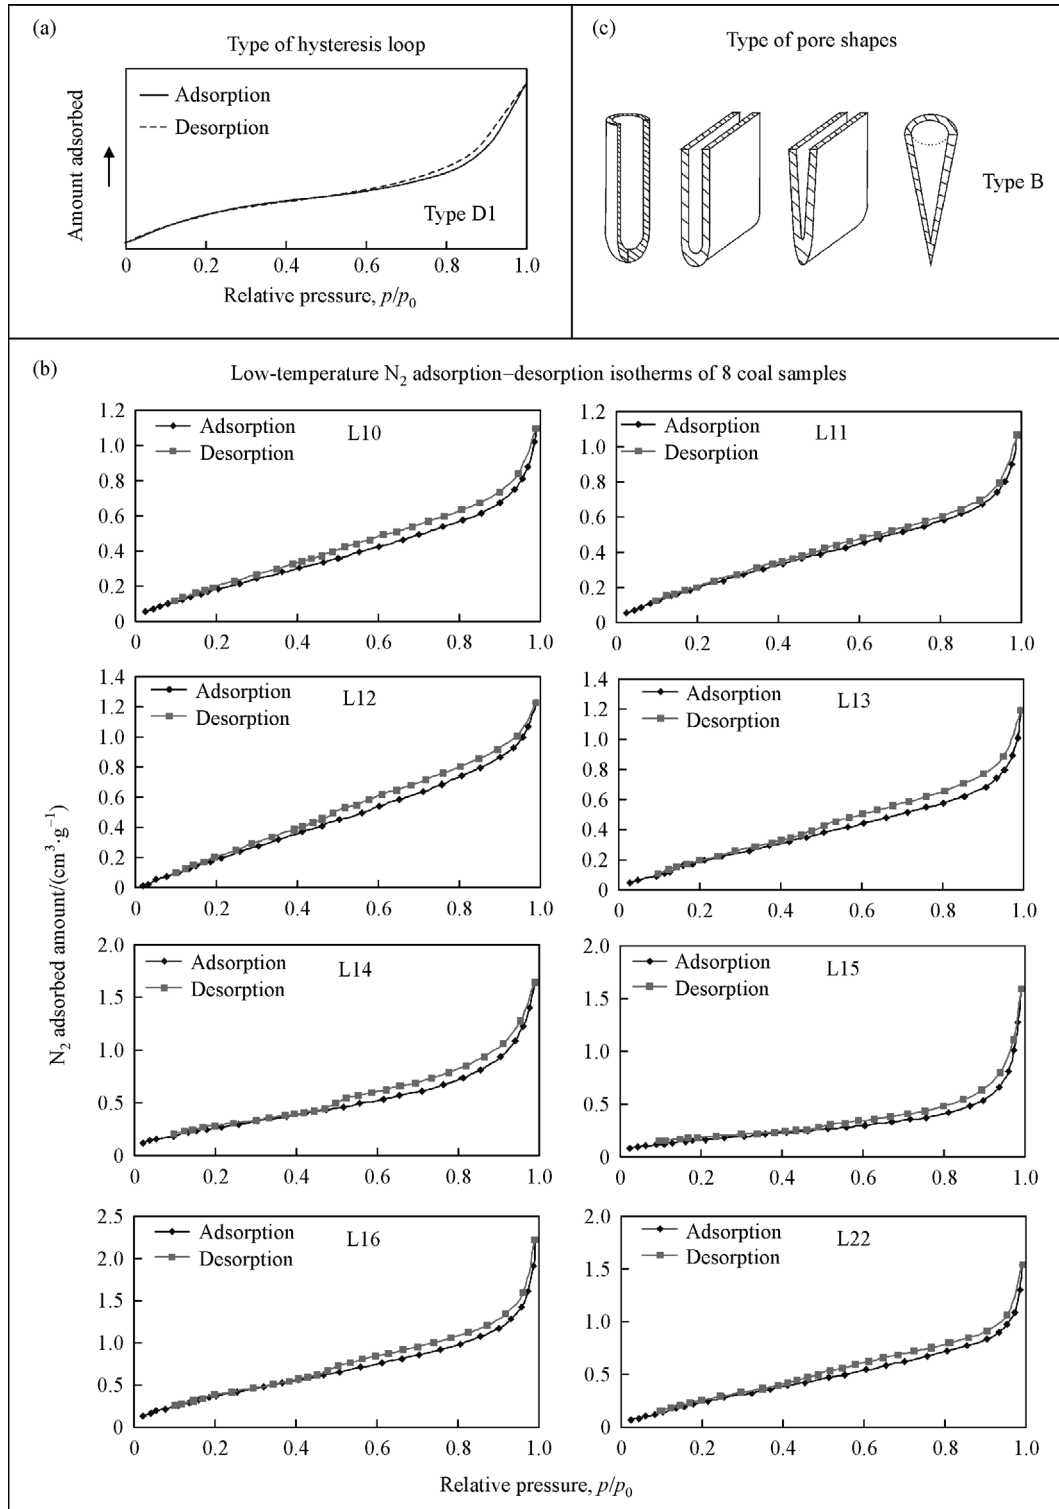 (a)
Type of hysteresis loop
Adsorption
Desorption
Type D1
Amount adsorbed
0 0.2 0.4 0.6 0.8 1.0
Relative pressure, p/p0
(c)
Type of pore shapes
Type B
(b)
Low-temperature N2 adsorption–desorption isotherms of 8 coal samples
N2 adsorbed amount/(cm3·g−1)
1.2
1.0
0.8
0.6
0.4
0.2
0
Adsorption
Desorption
L10
0.2 0.4 0.6 0.8 1.0
1.2
1.0
0.8
0.6
0.4
0.2
0
Adsorption
Desorption
L11
0 0.2 0.4 0.6 0.8 1.0
1.4
1.2
1.0
0.8
0.6
0.4
0.2
0
Adsorption
Desorption
L12
0 0.2 0.4 0.6 0.8 1.0
1.4
1.2
1.0
0.8
0.6
0.4
0.2
0
Adsorption
Desorption
L13
0 0.2 0.4 0.6 0.8 1.0
2.0
1.5
1.0
0.5
0
Adsorption
Desorption
L14
0 0.2 0.4 0.6 0.8 1.0
2.0
1.5
1.0
0.5
0
Adsorption
Desorption
L15
0 0.2 0.4 0.6 0.8 1.0
2.5
2.0
1.5
1.0
0.5
0
Adsorption
Desorption
L16
0 0.2 0.4 0.6 0.8 1.0
2.0
1.5
1.0
0.5
0
Adsorption
Desorption
L22
0 0.2 0.4 0.6 0.8 1.0
Relative pressure, p/p0